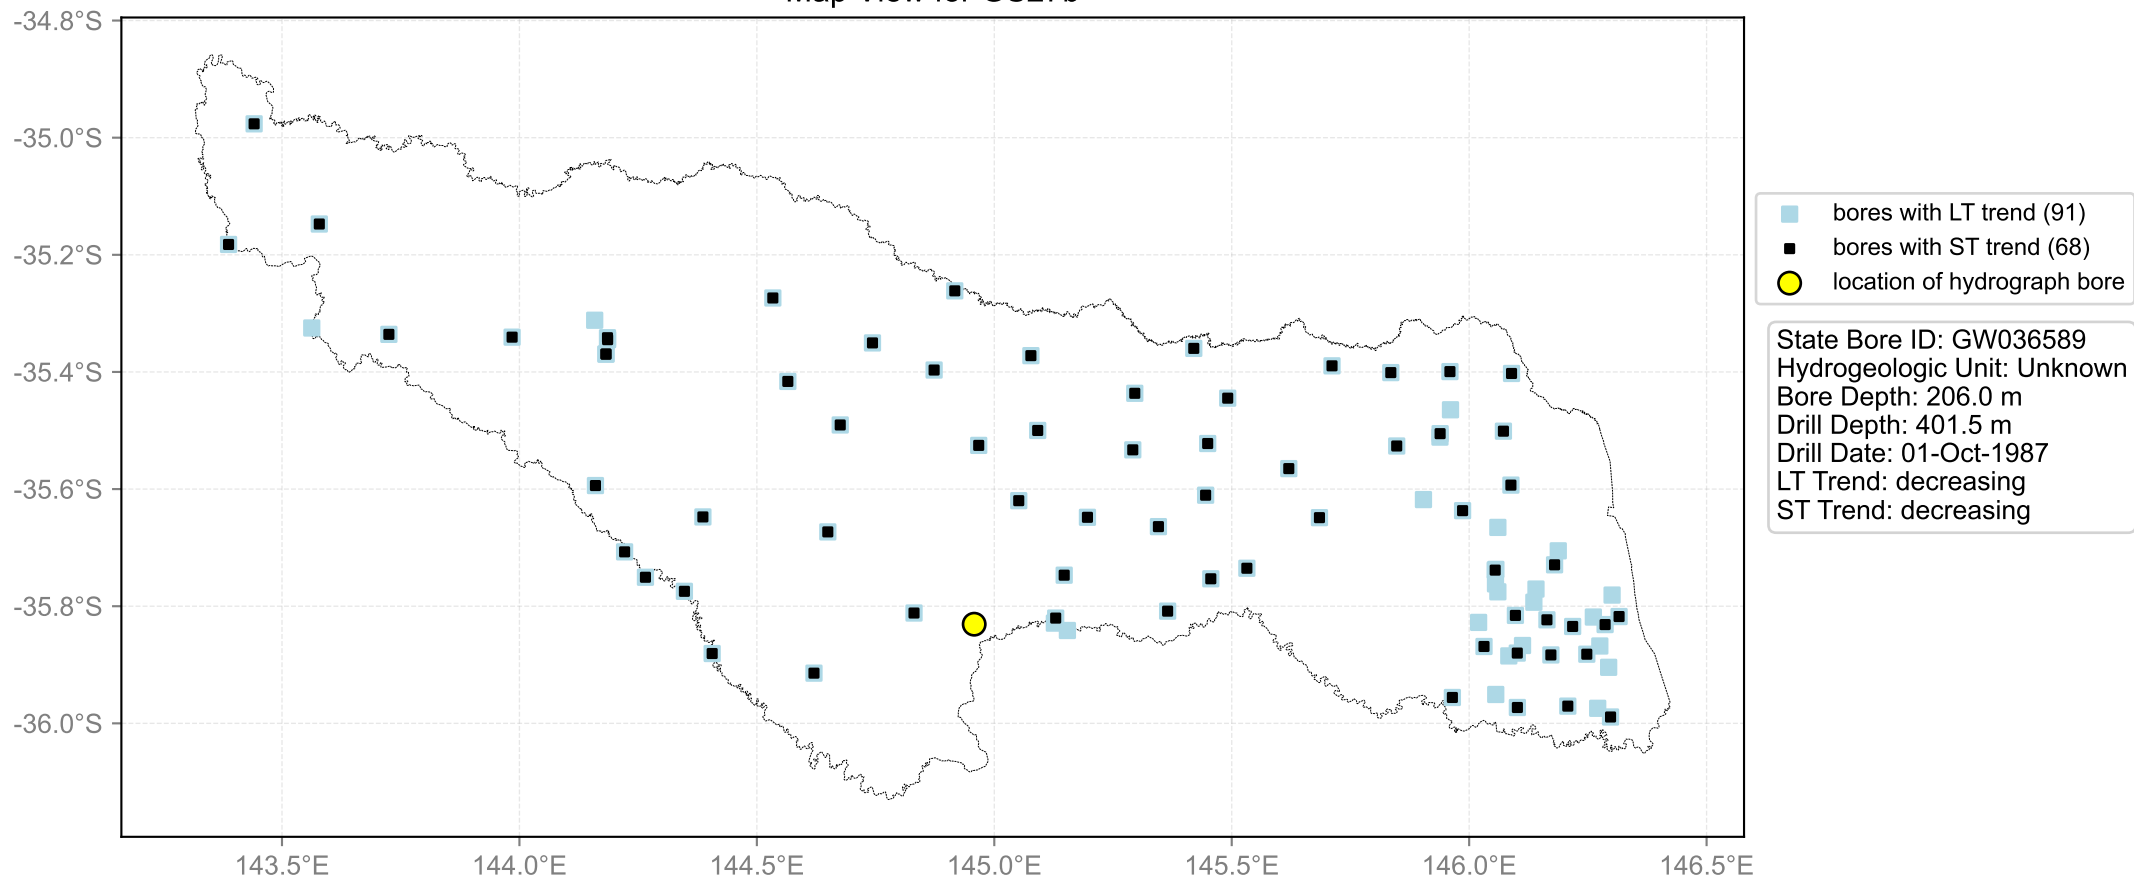 -34.8°S
-35.0°S
-35.2°S
-35.4°S
-35.6°S
-35.8°S
-36.0°S
143.5°E 144.0°E 144.5°E 145.0°E 145.5°E 146.0°E 146.5°E
bores with LT trend (91)
bores with ST trend (68)
location of hydrograph bore
State Bore ID: GW036589
Hydrogeologic Unit: Unknown
Bore Depth: 206.0 m
Drill Depth: 401.5 m
Drill Date: 01-Oct-1987
LT Trend: decreasing
ST Trend: decreasing